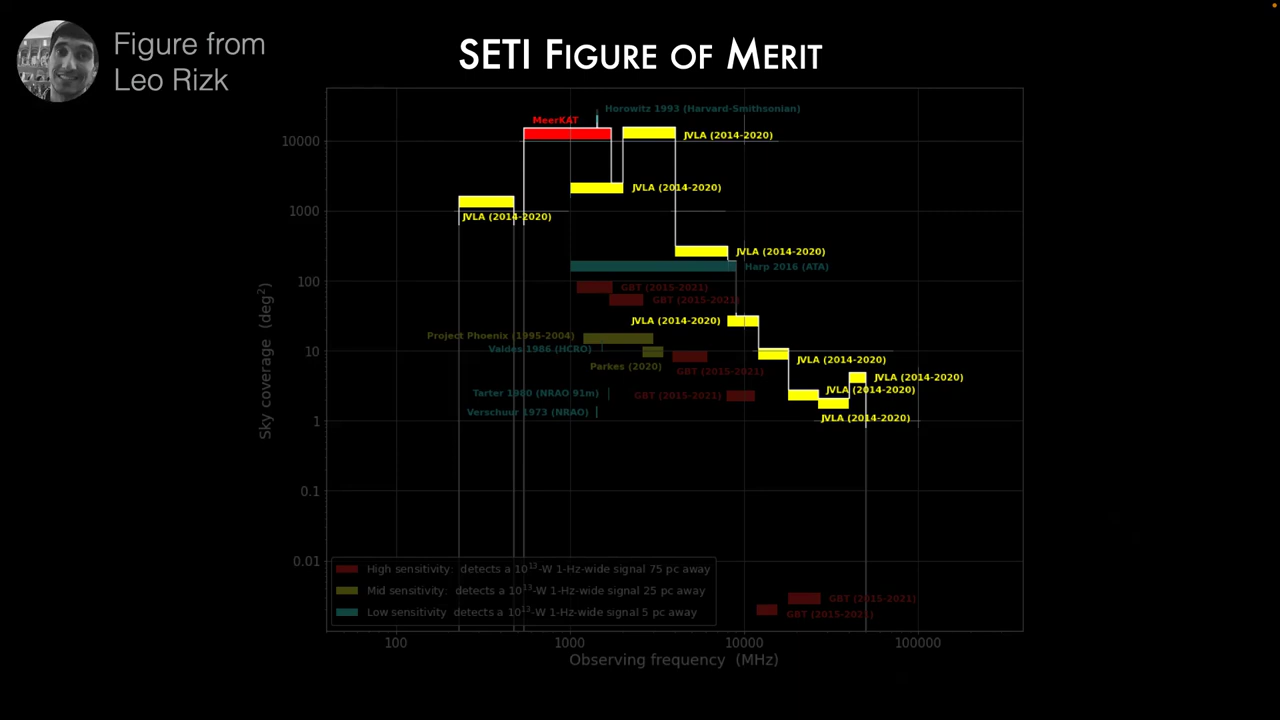 Figure from
Leo Rizk
SETI FIGURE OF MERIT
Horowitz 1993 (Harvard-Smithsonian)
MeerKAT
JVLA (2014-2020)
10000
JVLA (2014-2020)
1000
JVLA (2014-2020)
JVLA (2014-2020)
Harp 2016 (ATA)
100
GBT (2015-2021)
GBT (2015-2021)
JVLA (2014-2020)
Project Phoenix (1995-2004)
Valdes 1986 (HCRO)
10
JVLA (2014-2020)
Parkes (2020)
GBT (2015-2021)
JVLA (2014-2020)
JVLA (2014-2020)
Tarter 1980 (NRAO 91m)
GBT (2015-2021)
Verschuur 1973 (NRAO)
JVLA (2014-2020)
1
0.1
0.01
Sky coverage (deg²)
High sensitivity: detects a 10¹³-W 1-Hz-wide signal 75 pc away
Mid sensitivity: detects a 10¹³-W 1-Hz-wide signal 25 pc away
Low sensitivity detects a 10¹³-W 1-Hz-wide signal 5 pc away
GBT (2015-2021)
GBT (2015-2021)
100 1000 10000 100000
Observing frequency (MHz)